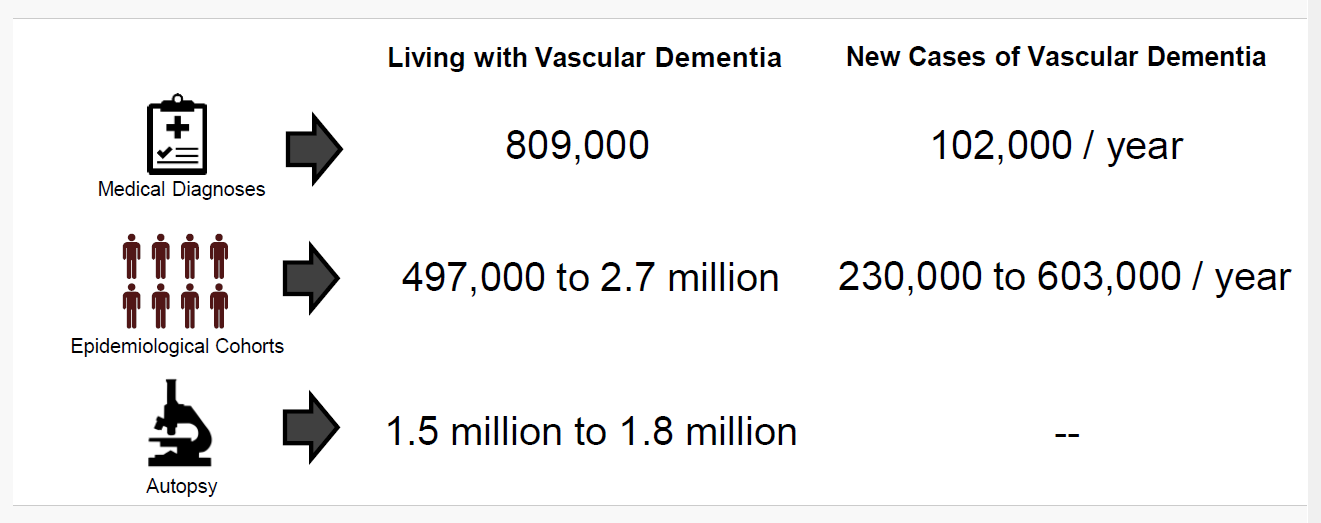 Living with Vascular Dementia
New Cases of Vascular Dementia
Medical Diagnoses
809,000
102,000 / year
Epidemiological Cohorts
497,000 to 2.7 million
230,000 to 603,000 / year
Autopsy
1.5 million to 1.8 million
--